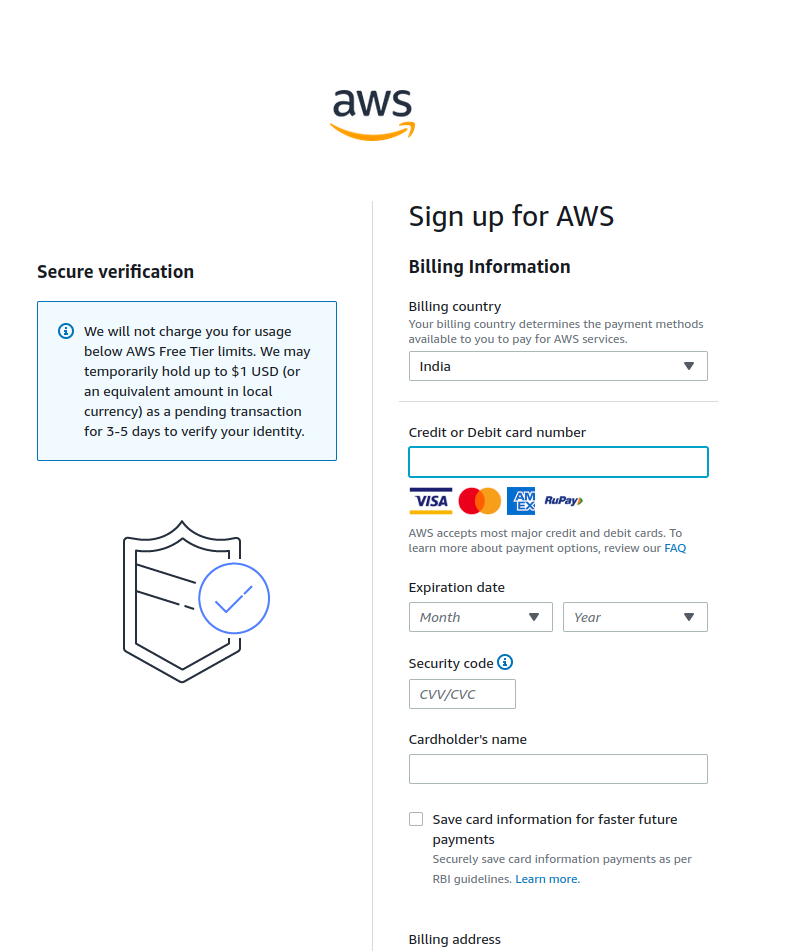 aws
Sign up for AWS
Secure verification
We will not charge you for usage
below AWS Free Tier limits. We may
temporarily hold up to $1 USD (or
an equivalent amount in local
currency) as a pending transaction
for 3-5 days to verify your identity.
Billing Information
Billing country
Your billing country determines the payment methods
available to you to pay for AWS services.
India
Credit or Debit card number
VISA AM EX RuPay
AWS accepts most major credit and debit cards. To
learn more about payment options, review our FAQ
Expiration date
Month Year
Security code
CVV/CVC
Cardholder's name
Save card information for faster future
payments
Securely save card information payments as per
RBI guidelines. Learn more.
Billing address